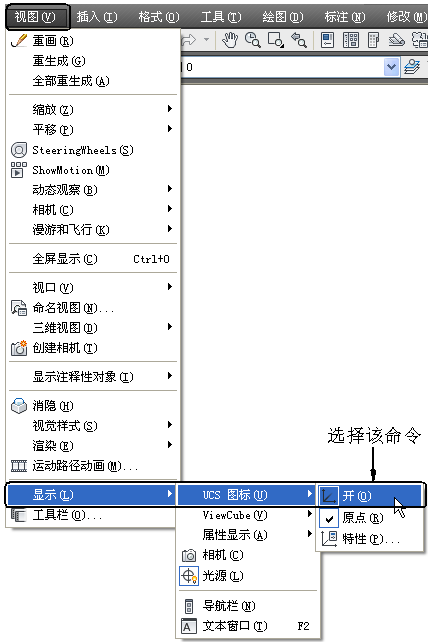 视图(V) 插入(I) 格式(O) 工具(T) 绘图(D) 标注(N) 修改(M)
重画(R)
重生成(G)
0
全部重生成(A)
缩放(Z)
平移(P)
SteeringWheels(S)
ShowMotion(M)
动态观察(B)
相机(C)
漫游和飞行(K)
全屏显示(C) Ctrl+0
视口(V)
命名视图(N)...
三维视图(D)
创建相机(T)
显示注释性对象(I)
消隐(H)
视觉样式(S)
渲染(E)
运动路径动画(M)...
选择该命令
显示(L) UCS 图标(U) 开(O)
工具栏(O)... ViewCube(V) 原点(R)
属性显示(A) 特性(P)...
相机(C)
光源(L)
导航栏(N)
文本窗口(T) F2